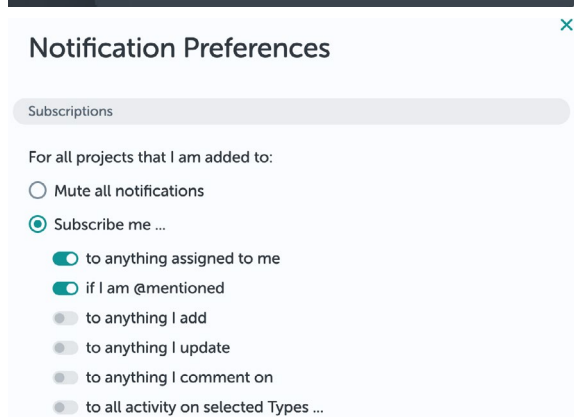 Notification Preferences
Subscriptions
For all projects that I am added to:
Mute all notifications
Subscribe me ...
to anything assigned to me
if I am @mentioned
to anything I add
to anything I update
to anything I comment on
to all activity on selected Types ...